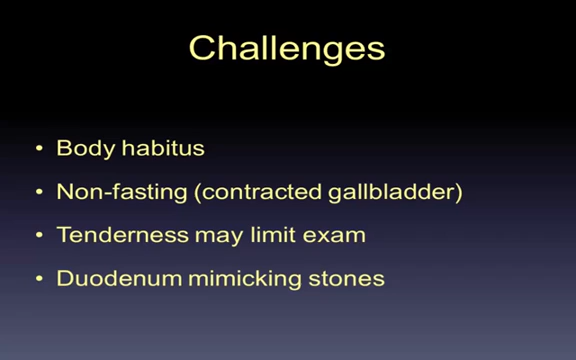 Challenges
• Body habitus
• Non-fasting (contracted gallbladder)
• Tenderness may limit exam
• Duodenum mimicking stones